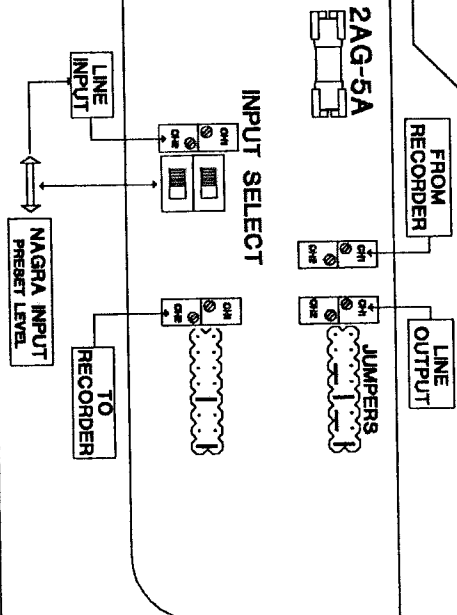 2AG-5A
FROM
RECORDER
CH1
CH2
CH1
CH2
LINE
OUTPUT
JUMPERS
INPUT SELECT
LINE
INPUT
CH1
CH2
CH1
CH2
NAGRA INPUT
PRESET LEVEL
TO
RECORDER